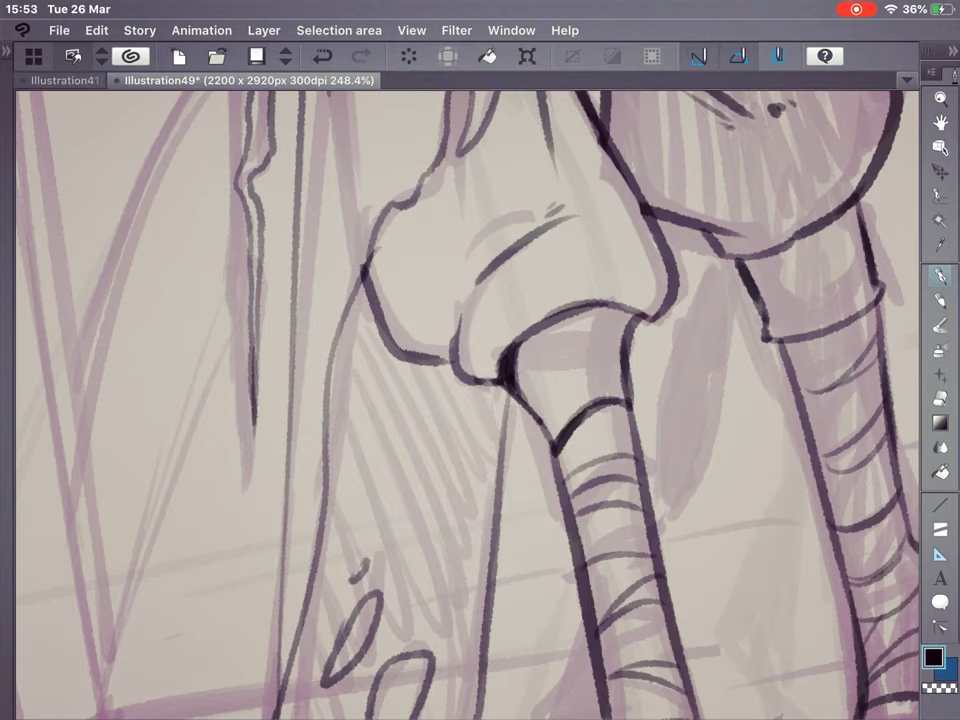 15:53 Tue 26 Mar 36%
File Edit Story Animation Layer Selection area View Filter Window Help
Illustration41 Illustration49* (2200 x 2920px 300dpi 248.4%)
A